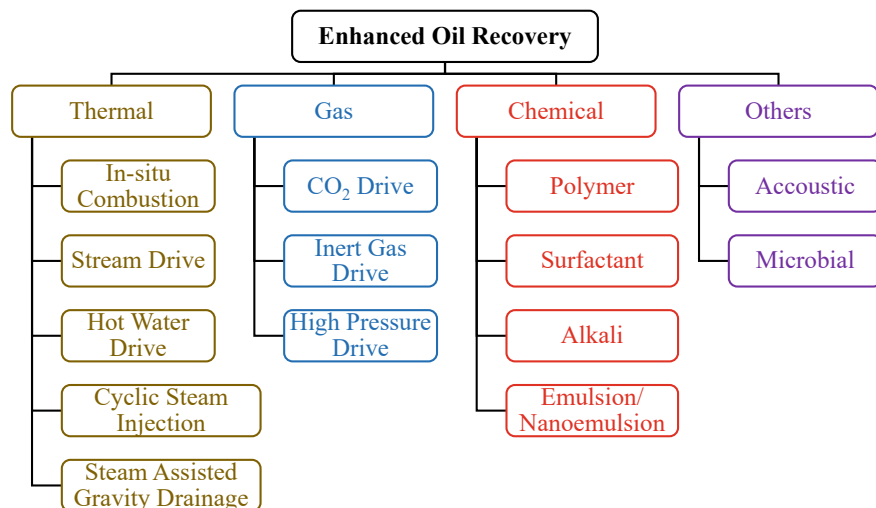 Enhanced Oil Recovery
Thermal
In-situ
Combustion
Stream Drive
Hot Water
Drive
Cyclic Steam
Injection
Steam Assisted
Gravity Drainage
Gas
CO₂ Drive
Inert Gas
Drive
High Pressure
Drive
Chemical
Polymer
Surfactant
Alkali
Emulsion/
Nanoemulsion
Others
Accoustic
Microbial